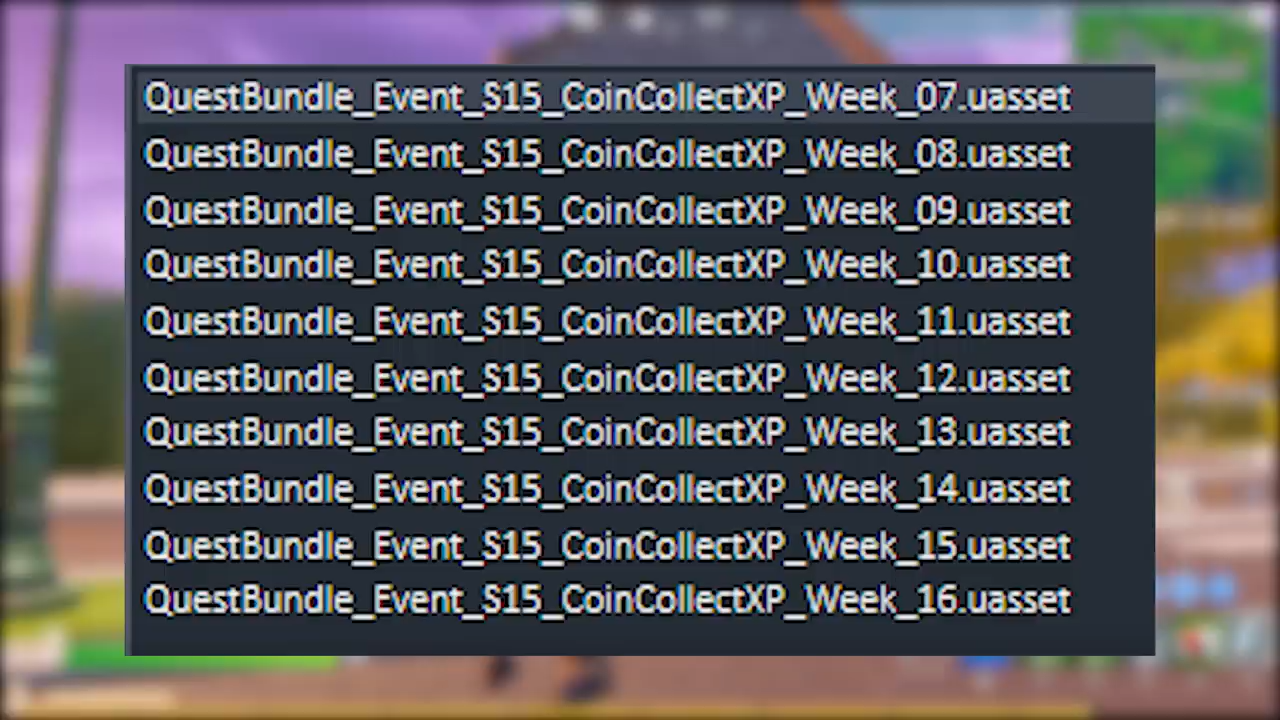 QuestBundle_Event_S15_CoinCollectXP_Week_07.uasset
QuestBundle_Event_S15_CoinCollectXP_Week_08.uasset
QuestBundle_Event_S15_CoinCollectXP_Week_09.uasset
QuestBundle_Event_S15_CoinCollectXP_Week_10.uasset
QuestBundle_Event_S15_CoinCollectXP_Week_11.uasset
QuestBundle_Event_S15_CoinCollectXP_Week_12.uasset
QuestBundle_Event_S15_CoinCollectXP_Week_13.uasset
QuestBundle_Event_S15_CoinCollectXP_Week_14.uasset
QuestBundle_Event_S15_CoinCollectXP_Week_15.uasset
QuestBundle_Event_S15_CoinCollectXP_Week_16.uasset